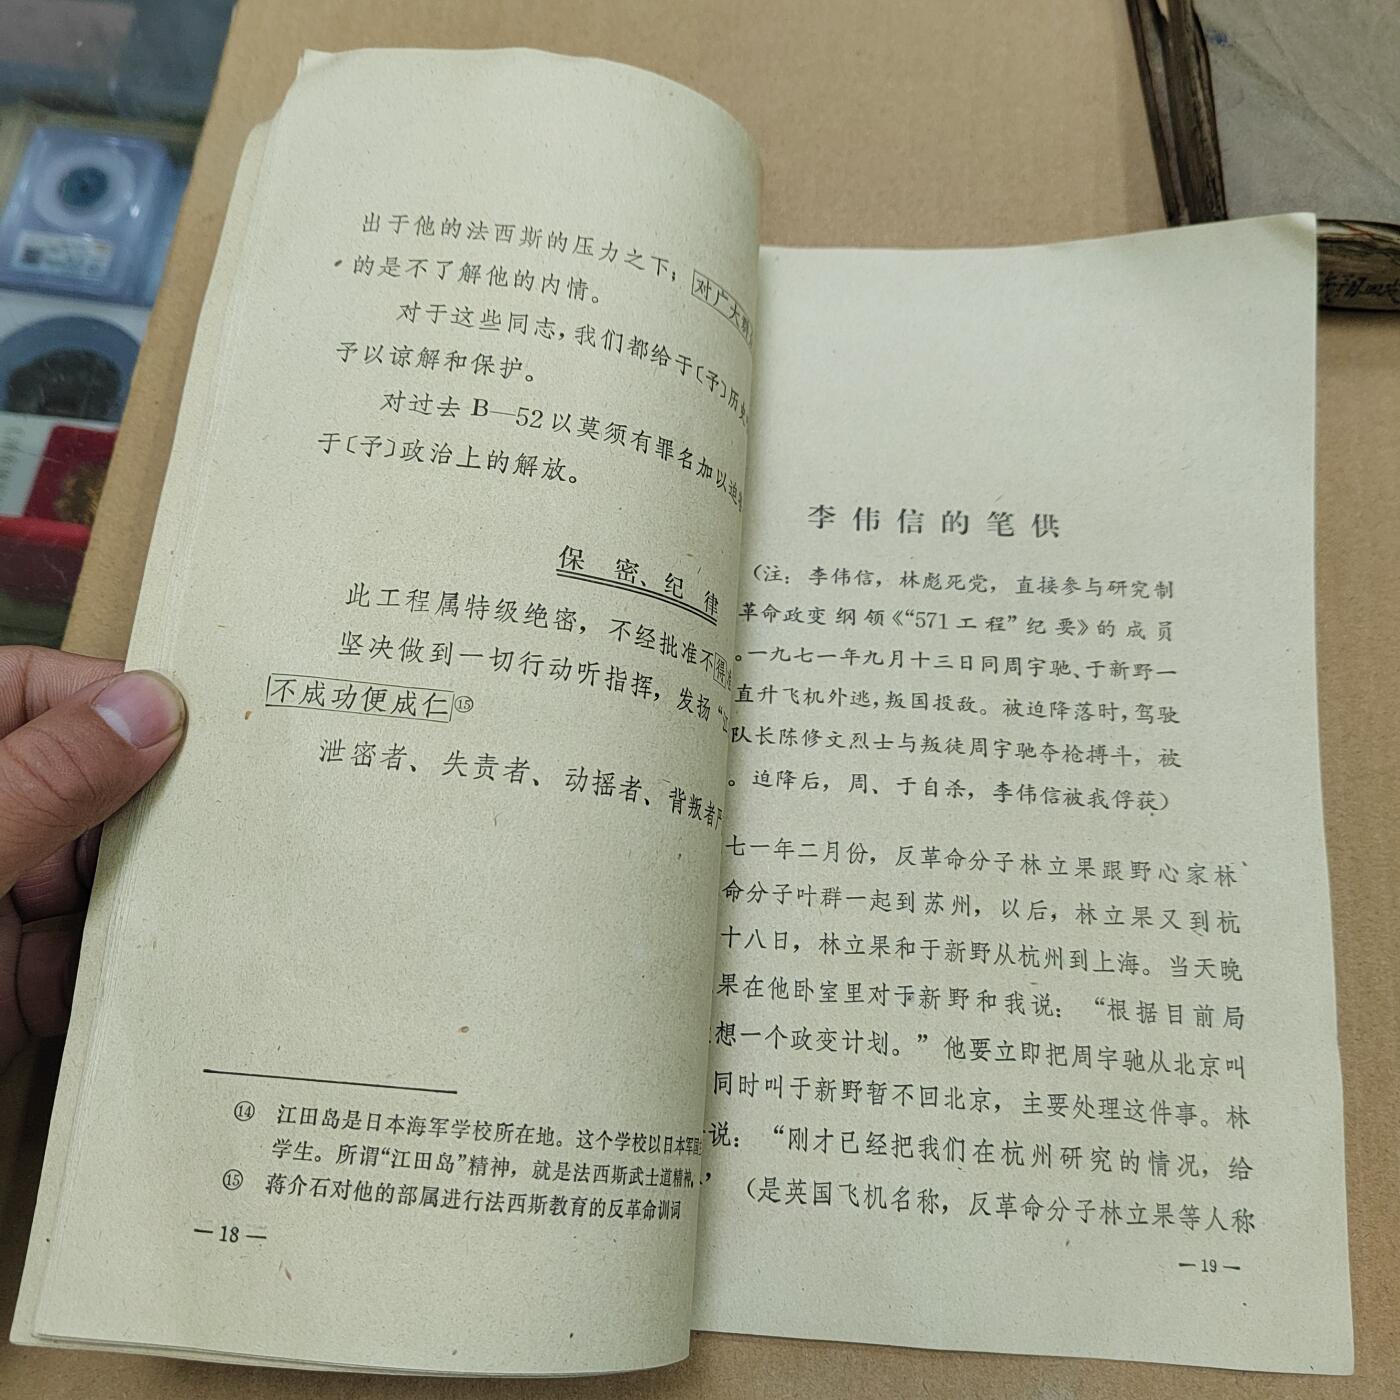 出于他的法西斯的压力之下；对广大群
的是不了解他的内情。
对于这些同志，我们都给于〔予〕历史
予以谅解和保护。
对过去 B—52 以莫须有罪名加以迫害
于〔予〕政治上的解放。
保 密、纪 律
此工程属特级绝密，不经批准不得
坚决做到一切行动听指挥，发扬“江
不成功便成仁⑮
泄密者、失责者、动摇者、背叛者严
⑭ 江田岛是日本海军学校所在地。这个学校以日本军国
学生。所谓“江田岛”精神，就是法西斯武士道精神。
⑮ 蒋介石对他的部属进行法西斯教育的反革命训词
—18—
李伟信的笔供
（注：李伟信，林彪死党，直接参与研究制
革命政变纲领《“571工程”纪要》的成员
。一九七一年九月十三日同周宇驰、于新野一
直升飞机外逃，叛国投敌。被迫降落时，驾驶
队长陈修文烈士与叛徒周宇驰夺枪搏斗，被
。迫降后，周、于自杀，李伟信被我俘获）
七一年二月份，反革命分子林立果跟野心家林
命分子叶群一起到苏州，以后，林立果又到杭
十八日，林立果和于新野从杭州到上海。当天晚
果在他卧室里对于新野和我说：“根据目前局
想一个政变计划。”他要立即把周宇驰从北京叫
同时叫于新野暂不回北京，主要处理这件事。林
说：“刚才已经把我们在杭州研究的情况，给
，（是英国飞机名称，反革命分子林立果等人称
—19—